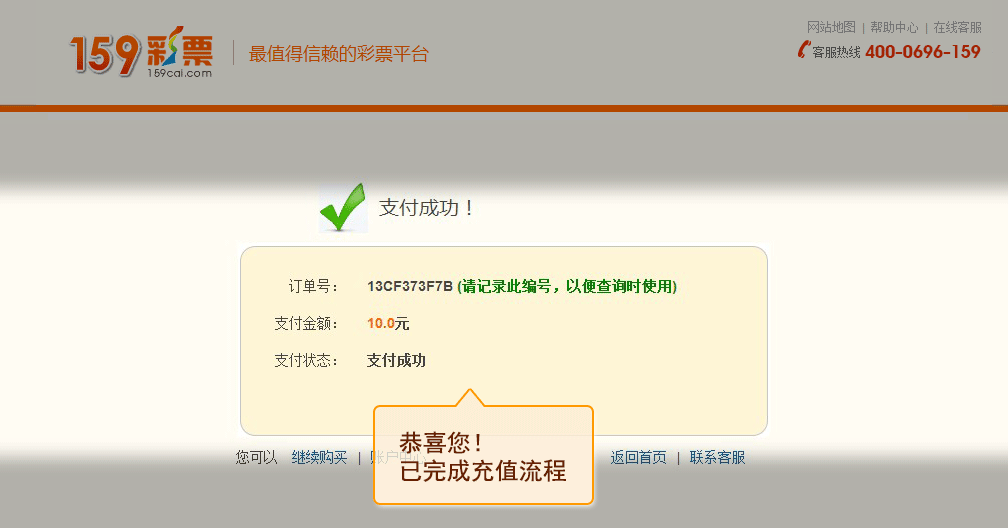 159彩票
159cai.com
最值得信赖的彩票平台
网站地图 | 帮助中心 | 在线客服
客服热线 400-0696-159
支付成功！
订单号： 13CF373F7B (请记录此编号，以便查询时使用)
支付金额： 10.0元
支付状态： 支付成功
恭喜您！
已完成充值流程
您可以 继续购买 | 账户中心 返回首页 | 联系客服